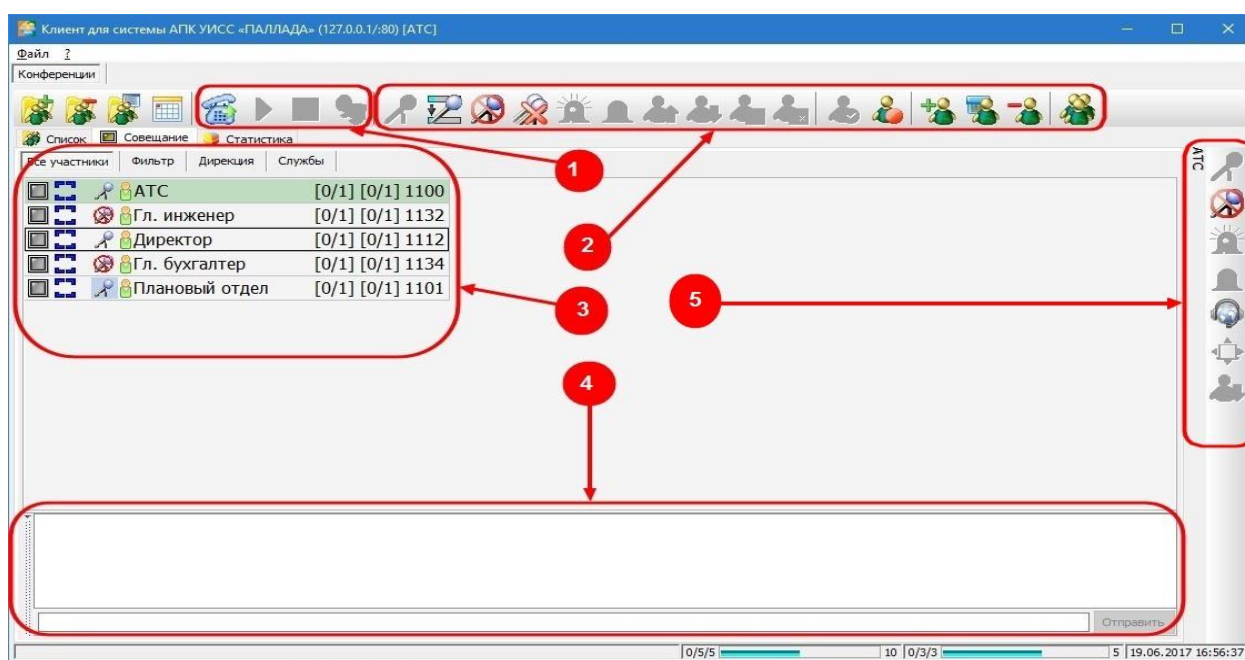 Клиент для системы АПК УИСС «ПАЛЛАДА» (127.0.0.1/:80) [АТС]
Файл ?
Конференции
Список Совещание Статистика
Все участники Фильтр Дирекция Службы
АТС [0/1] [0/1] 1100
Гл. инженер [0/1] [0/1] 1132
Директор [0/1] [0/1] 1112
Гл. бухгалтер [0/1] [0/1] 1134
Плановый отдел [0/1] [0/1] 1101
1
2
3
4
5
АТС
Отправить
0/5/5 10 0/3/3 5 19.06.2017 16:56:37